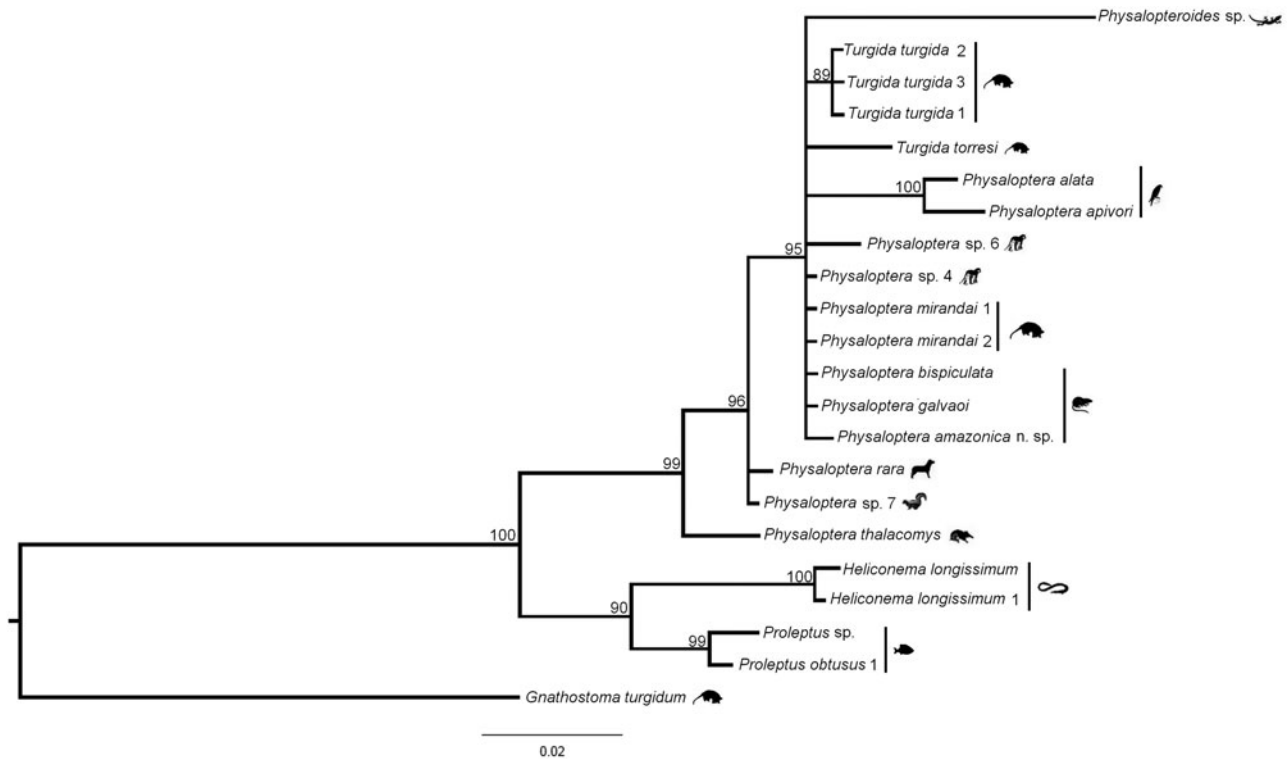 Physalopteroides sp.
Turgida turgida 2
89
Turgida turgida 3
Turgida turgida 1
Turgida torresi
Physaloptera alata
100
Physaloptera apivori
Physaloptera sp. 6
95
Physaloptera sp. 4
Physaloptera mirandai 1
Physaloptera mirandai 2
Physaloptera bispiculata
96
Physaloptera galvaoi
Physaloptera amazonica n. sp.
99
Physaloptera rara
Physaloptera sp. 7
100
Physaloptera thalacomys
Heliconema longissimum
100
Heliconema longissimum 1
90
Proleptus sp.
99
Proleptus obtusus 1
Gnathostoma turgidum
0.02